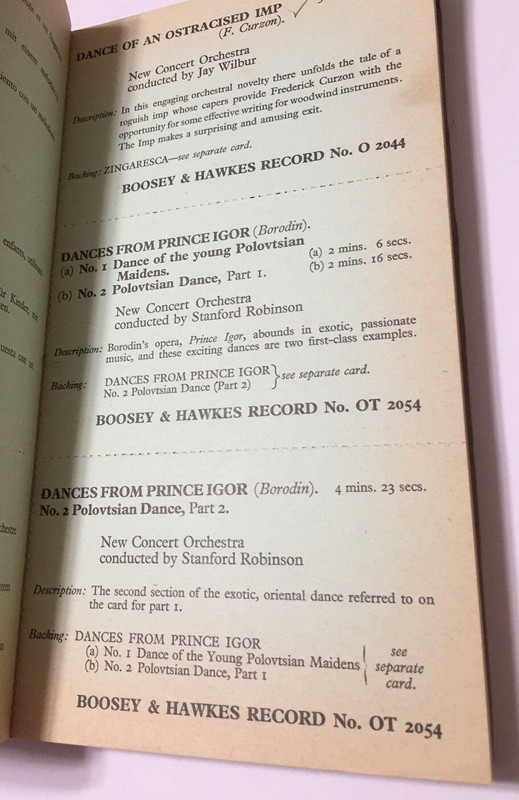 DANCE OF AN OSTRACISED IMP
(F. Curzon).
New Concert Orchestra
conducted by Jay Wilbur
Description: In this engaging orchestral novelty there unfolds the tale of a
roguish imp whose capers provide Frederick Curzon with the
opportunity for some effective writing for woodwind instruments.
The Imp makes a surprising and amusing exit.
Backing: ZINGARESCA—see separate card.
BOOSEY & HAWKES RECORD No. O 2044
DANCES FROM PRINCE IGOR (Borodin).
(a) No. 1 Dance of the young Polovtsian
Maidens. (a) 2 mins. 6 secs.
(b) No. 2 Polovtsian Dance, Part 1. (b) 2 mins. 16 secs.
New Concert Orchestra
conducted by Stanford Robinson
Description: Borodin's opera, Prince Igor, abounds in exotic, passionate
music, and these exciting dances are two first-class examples.
Backing: DANCES FROM PRINCE IGOR
No. 2 Polovtsian Dance (Part 2) } see separate card.
BOOSEY & HAWKES RECORD No. OT 2054
DANCES FROM PRINCE IGOR (Borodin). 4 mins. 23 secs.
No. 2 Polovtsian Dance, Part 2.
New Concert Orchestra
conducted by Stanford Robinson
Description: The second section of the exotic, oriental dance referred to on
the card for part 1.
Backing: DANCES FROM PRINCE IGOR
(a) No. 1 Dance of the Young Polovtsian Maidens
(b) No. 2 Polovtsian Dance, Part 1
see
separate
card.
BOOSEY & HAWKES RECORD No. OT 2054
mit einem
enfants,
für Kinder, mit